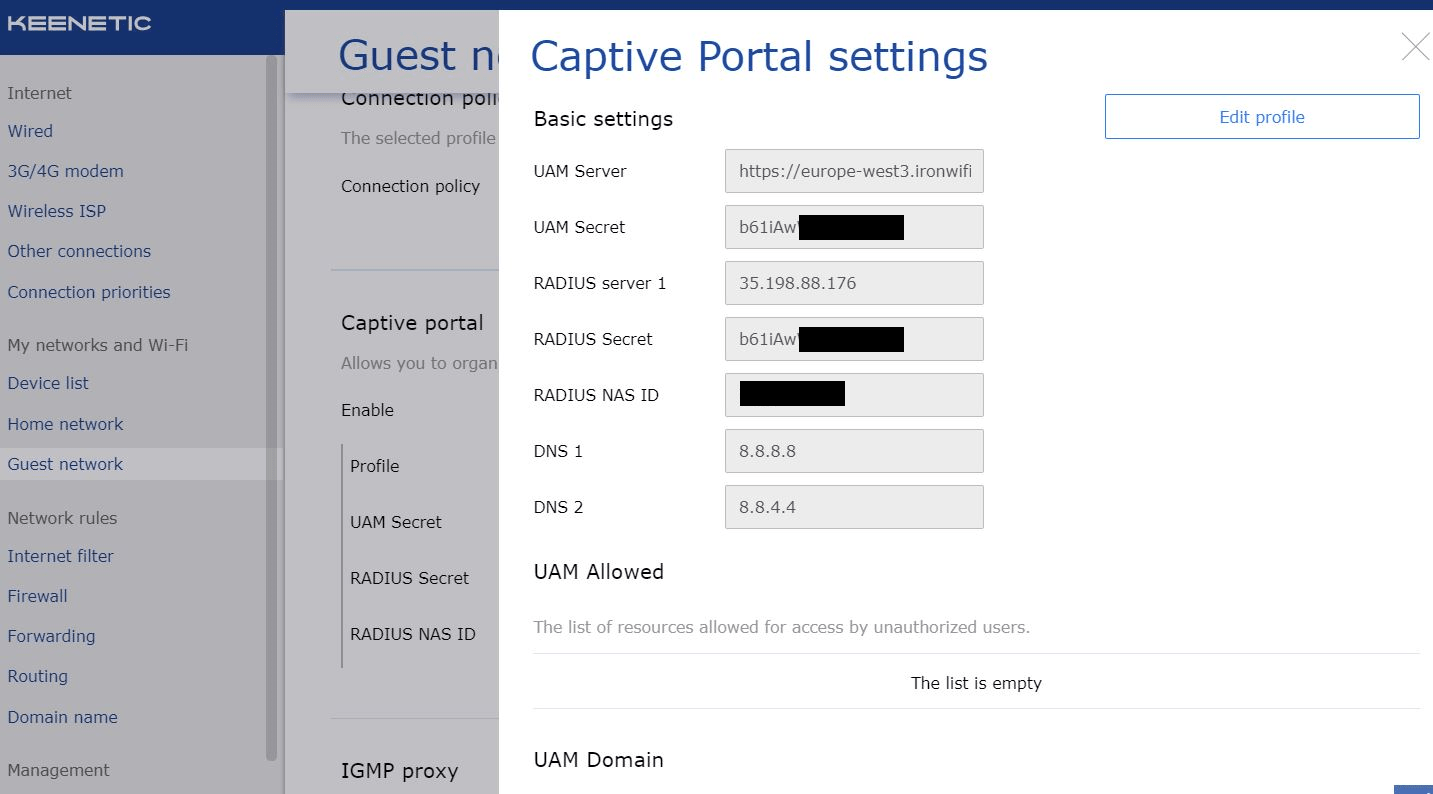 KEENETIC
Internet
Wired
3G/4G modem
Wireless ISP
Other connections
Connection priorities
My networks and Wi-Fi
Device list
Home network
Guest network
Network rules
Internet filter
Firewall
Forwarding
Routing
Domain name
Management
Guest n
Connection poli
The selected profile
Connection policy
Captive portal
Allows you to organ
Enable
Profile
UAM Secret
RADIUS Secret
RADIUS NAS ID
IGMP proxy
Captive Portal settings
Basic settings
Edit profile
UAM Server https://europe-west3.ironwifi
UAM Secret b61iAw
RADIUS server 1 35.198.88.176
RADIUS Secret b61iAw
RADIUS NAS ID
DNS 1 8.8.8.8
DNS 2 8.8.4.4
UAM Allowed
The list of resources allowed for access by unauthorized users.
The list is empty
UAM Domain